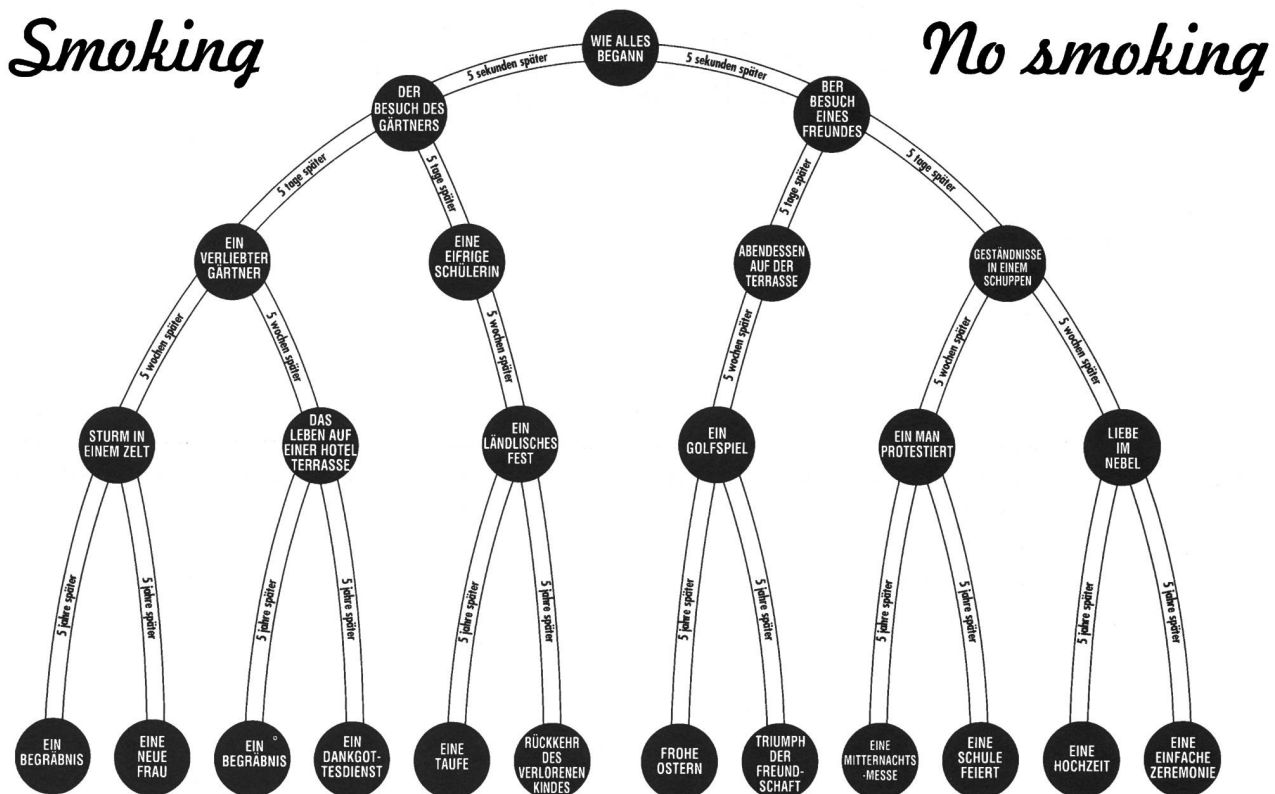 Smoking
No smoking
WIE ALLES
BEGANN
5 sekunden später
5 sekunden später
DER
BESUCH DES
GÄRTNERS
BER
BESUCH
EINES
FREUNDES
5 tage später
5 tage später
5 tage später
5 tage später
EIN
VERLIEBTER
GÄRTNER
EINE
EIFRIGE
SCHÜLERIN
ABENDESSEN
AUF DER
TERRASSE
GESTÄNDNISSE
IN EINEM
SCHUPPEN
5 wochen später
5 wochen später
5 wochen später
5 wochen später
5 wochen später
5 wochen später
STURM IN
EINEM ZELT
DAS
LEBEN AUF
EINER HOTEL
TERRASSE
EIN
LÄNDLISCHES
FEST
EIN
GOLFSPIEL
EIN MAN
PROTESTIERT
LIEBE
IM
NEBEL
5 jahre später
5 jahre später
5 jahre später
5 jahre später
5 jahre später
5 jahre später
5 jahre später
5 jahre später
5 jahre später
5 jahre später
5 jahre später
5 jahre später
EIN
BEGRÄBNIS
EINE
NEUE
FRAU
EIN
BEGRÄBNIS
EIN
DANKGOT-
TESDIENST
EINE
TAUFE
RÜCKKEHR
DES
VERLORENEN
KINDES
FROHE
OSTERN
TRIUMPH
DER
FREUND-
SCHAFT
EINE
MITTERNACHTS
-MESSE
EINE
SCHULE
FEIERT
EINE
HOCHZEIT
EINE
EINFACHE
ZEREMONIE